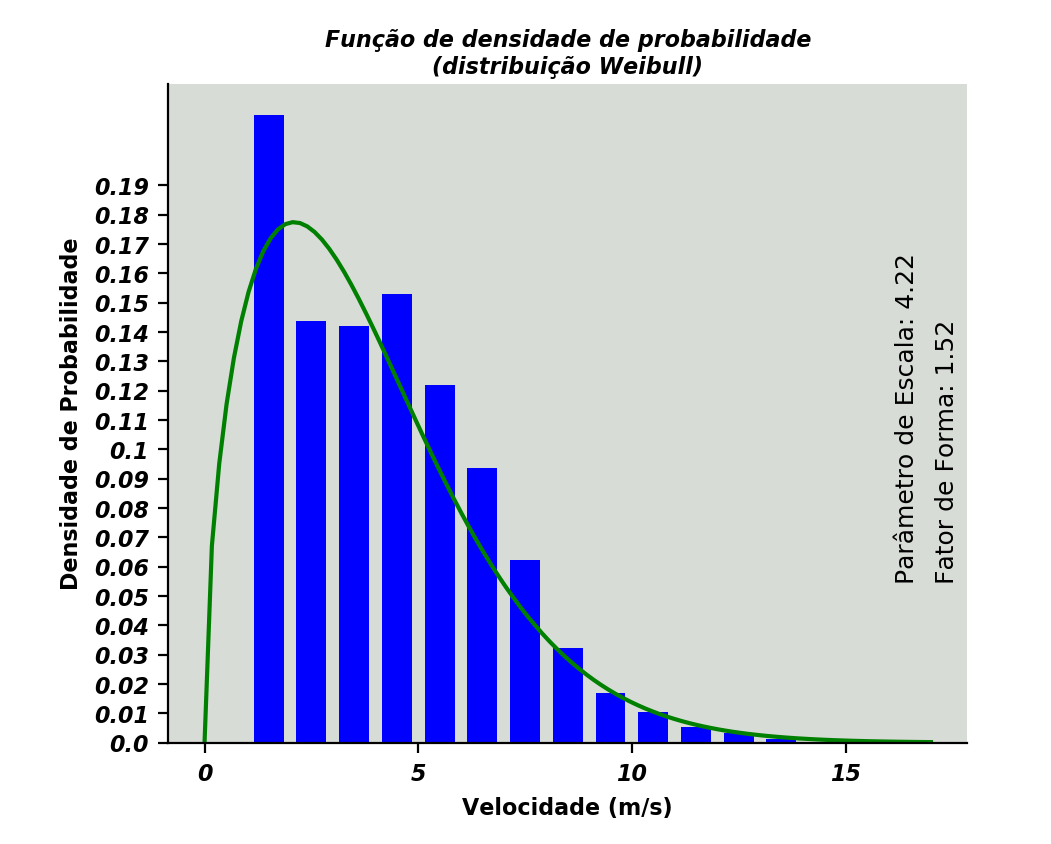 Função de densidade de probabilidade
(distribuição Weibull)
Densidade de Probabilidade
0.19
0.18
0.17
0.16
0.15
0.14
0.13
0.12
0.11
0.1
0.09
0.08
0.07
0.06
0.05
0.04
0.03
0.02
0.01
0.0
Parâmetro de Escala: 4.22
Fator de Forma: 1.52
0 5 10 15
Velocidade (m/s)